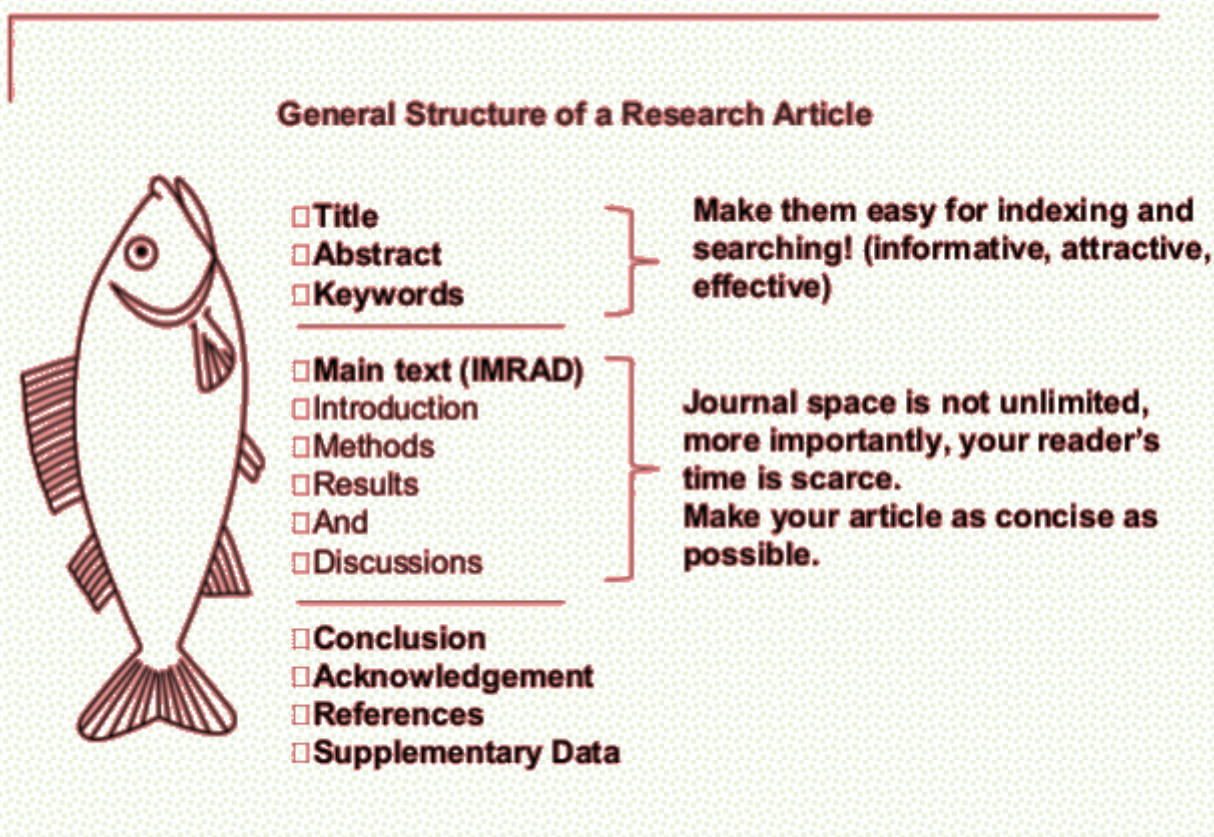 General Structure of a Research Article
□Title
□Abstract
□Keywords
Make them easy for indexing and
searching! (informative, attractive,
effective)
□Main text (IMRAD)
□Introduction
□Methods
□Results
□And
□Discussions
Journal space is not unlimited,
more importantly, your reader's
time is scarce.
Make your article as concise as
possible.
□Conclusion
□Acknowledgement
□References
□Supplementary Data